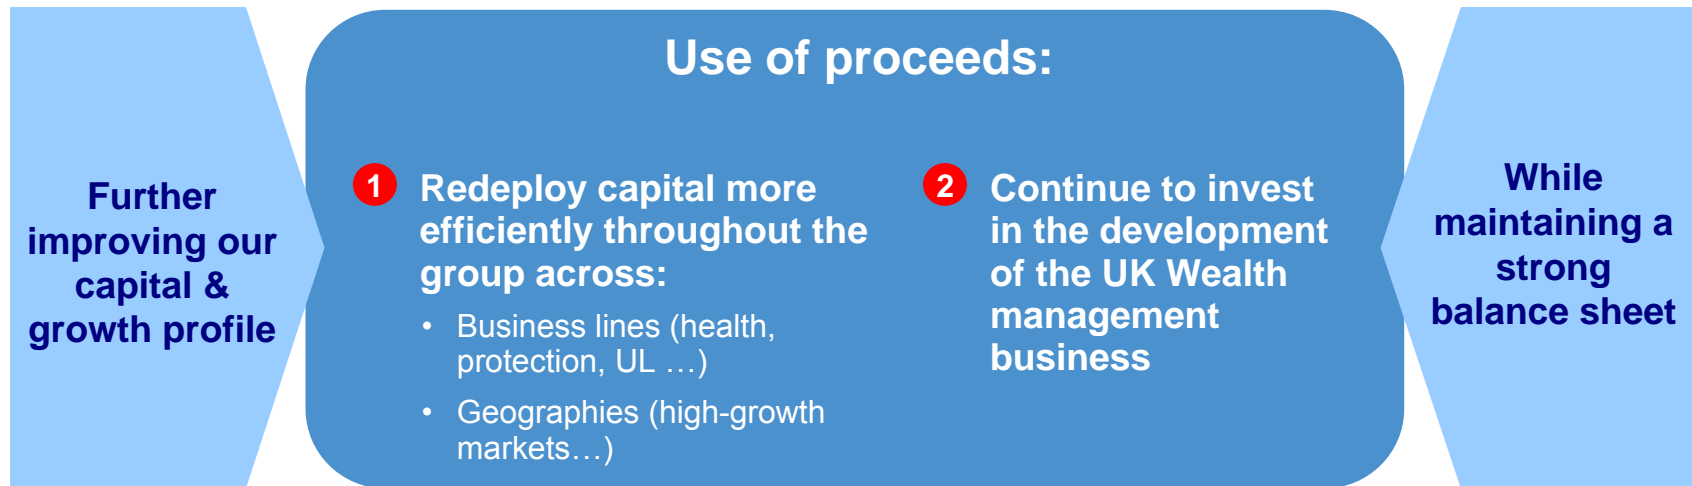 Use of proceeds:
Further
improving our
capital &
growth profile
1 Redeploy capital more
efficiently throughout the
group across:
• Business lines (health,
protection, UL …)
• Geographies (high-growth
markets…)
2 Continue to invest
in the development
of the UK Wealth
management
business
While
maintaining a
strong
balance sheet